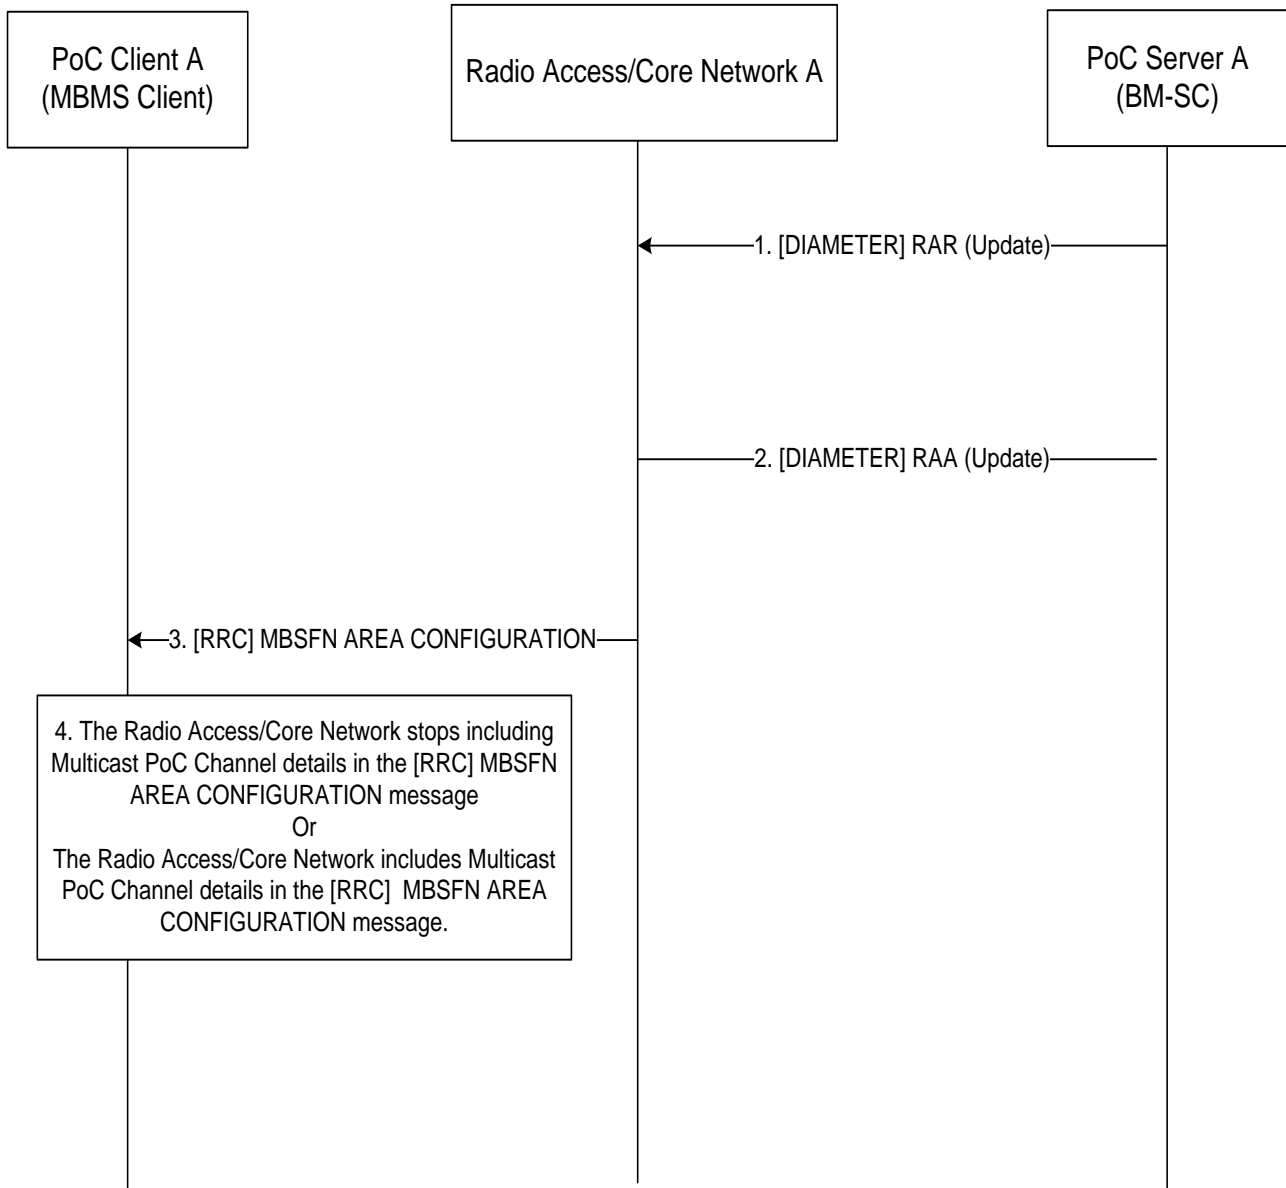 PoC Client A
(MBMS Client)
Radio Access/Core Network A
PoC Server A
(BM-SC)
1. [DIAMETER] RAR (Update)
2. [DIAMETER] RAA (Update)
3. [RRC] MBSFN AREA CONFIGURATION
4. The Radio Access/Core Network stops including
Multicast PoC Channel details in the [RRC] MBSFN
AREA CONFIGURATION message
Or
The Radio Access/Core Network includes Multicast
PoC Channel details in the [RRC]  MBSFN AREA
CONFIGURATION message.